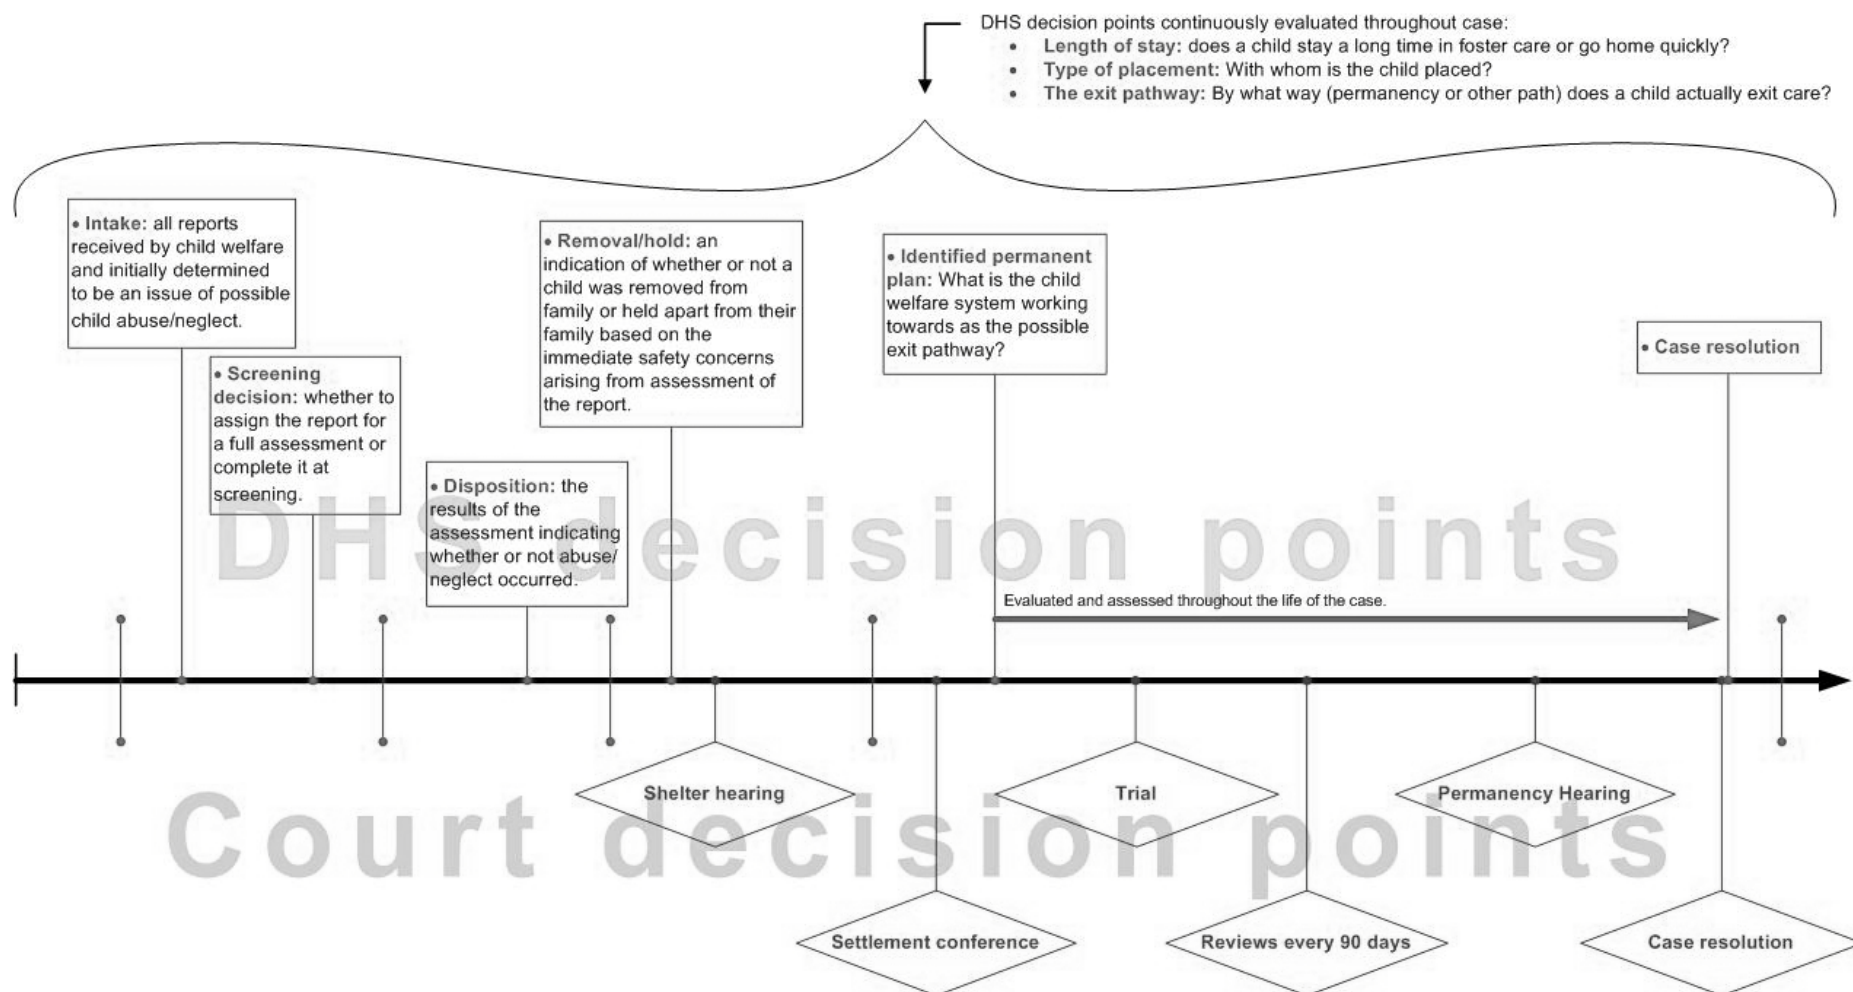 DHS decision points continuously evaluated throughout case:
• Length of stay: does a child stay a long time in foster care or go home quickly?
• Type of placement: With whom is the child placed?
• The exit pathway: By what way (permanency or other path) does a child actually exit care?
• Intake: all reports
received by child welfare
and initially determined
to be an issue of possible
child abuse/neglect.
• Screening
decision: whether to
assign the report for
a full assessment or
complete it at
screening.
• Disposition: the
results of the
assessment indicating
whether or not abuse/
neglect occurred.
• Removal/hold: an
indication of whether or not a
child was removed from
family or held apart from their
family based on the
immediate safety concerns
arising from assessment of
the report.
• Identified permanent
plan: What is the child
welfare system working
towards as the possible
exit pathway?
• Case resolution
DHS decision points
Evaluated and assessed throughout the life of the case.
Shelter hearing
Trial
Permanency Hearing
Court decision points
Settlement conference
Reviews every 90 days
Case resolution